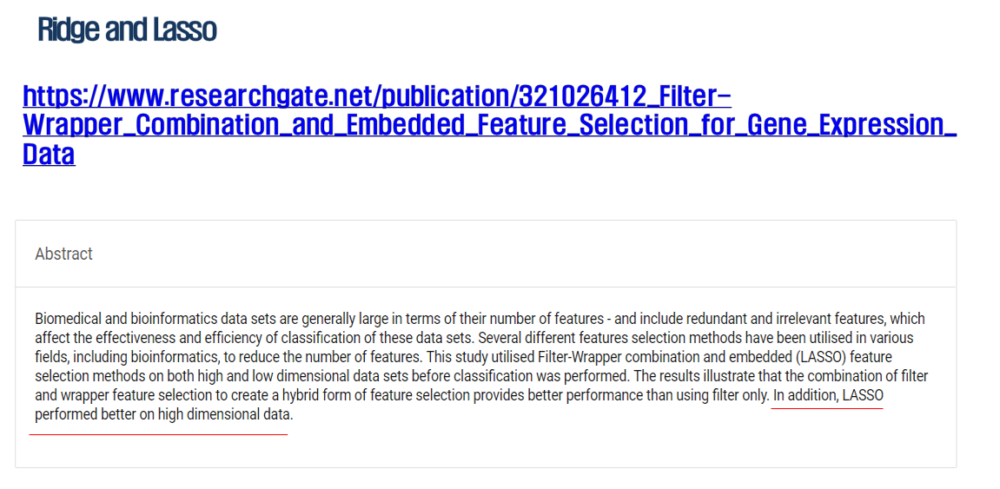 Ridge and Lasso
https://www.researchgate.net/publication/321026412_Filter-
Wrapper_Combination_and_Embedded_Feature_Selection_for_Gene_Expression_
Data
Abstract
Biomedical and bioinformatics data sets are generally large in terms of their number of features - and include redundant and irrelevant features, which
affect the effectiveness and efficiency of classification of these data sets. Several different features selection methods have been utilised in various
fields, including bioinformatics, to reduce the number of features. This study utilised Filter-Wrapper combination and embedded (LASSO) feature
selection methods on both high and low dimensional data sets before classification was performed. The results illustrate that the combination of filter
and wrapper feature selection to create a hybrid form of feature selection provides better performance than using filter only. In addition, LASSO
performed better on high dimensional data.